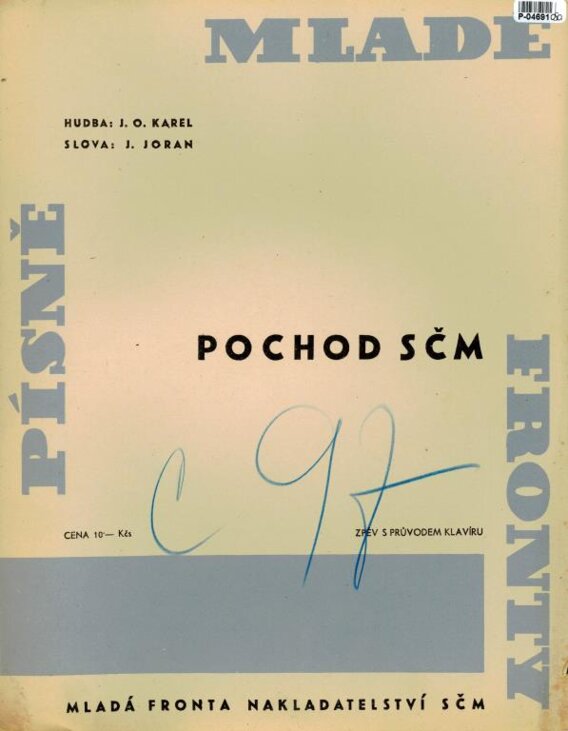 P-04691
PÍSNĚ
MLADÉ
FRONTY
HUDBA: J. O. KAREL
SLOVA: J. JORAN
POCHOD SČM
C 97
CENA 10·— Kčs
ZPĚV S PRŮVODEM KLAVÍRU
MLADÁ FRONTA NAKLADATELSTVÍ SČM